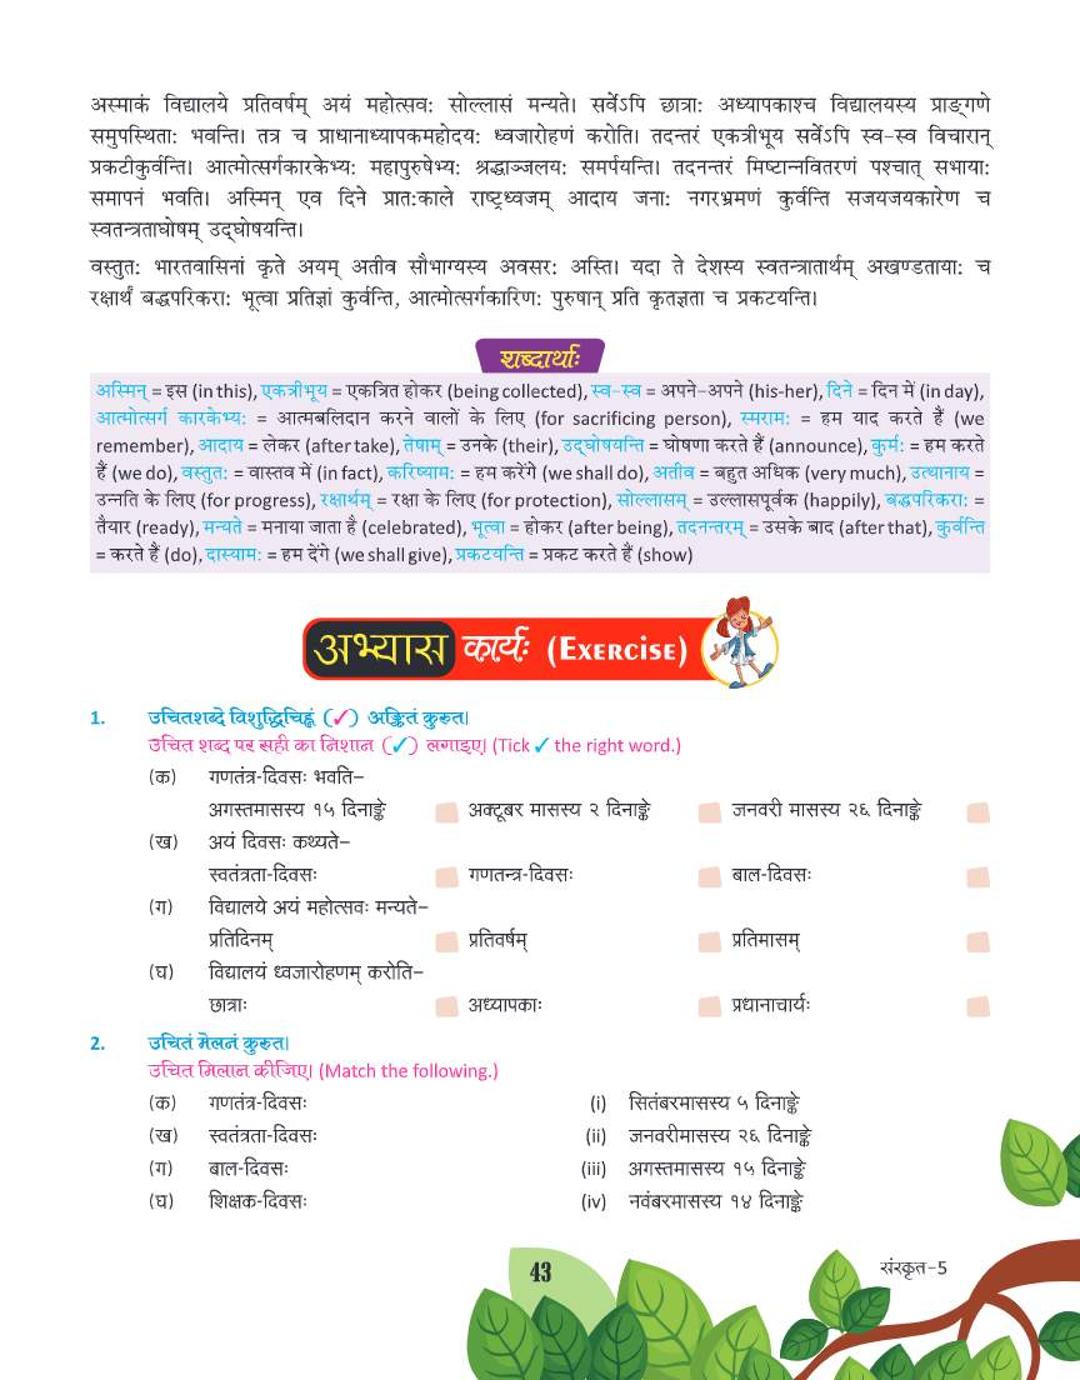 अस्माकं विद्यालये प्रतिवर्षम् अयं महोत्सव: सोल्लासं मन्यते। सर्वेऽपि छात्रा: अध्यापकाश्च विद्यालयस्य प्राङ्गणे
समुपस्थिता: भवन्ति। तत्र च प्राधानाध्यापकमहोदय: ध्वजारोहणं करोति। तदन्तरं एकत्रीभूय सर्वेऽपि स्व-स्व विचारान्
प्रकटीकुर्वन्ति। आत्मोत्सर्गकारकेभ्य: महापुरुषेभ्य: श्रद्धाञ्जलय: समर्पयन्ति। तदनन्तरं मिष्टान्नवितरणं पश्चात् सभाया:
समापनं भवति। अस्मिन् एव दिने प्रात:काले राष्ट्रध्वजम् आदाय जना: नगरभ्रमणं कुर्वन्ति सजयजयकारेण च
स्वतन्त्रताघोषम् उद्घोषयन्ति।
वस्तुत: भारतवासिनां कृते अयम् अतीव सौभाग्यस्य अवसर: अस्ति। यदा ते देशस्य स्वतन्त्रातार्थम् अखण्डताया: च
रक्षार्थं बद्धपरिकरा: भूत्वा प्रतिज्ञां कुर्वन्ति, आत्मोत्सर्गकारिण: पुरुषान् प्रति कृतज्ञता च प्रकटयन्ति।
शब्दार्थाः
अस्मिन् = इस (in this), एकत्रीभूय = एकत्रित होकर (being collected), स्व-स्व = अपने-अपने (his-her), दिने = दिन में (in day),
आत्मोत्सर्ग कारकेभ्य: = आत्मबलिदान करने वालों के लिए (for sacrificing person), स्मराम: = हम याद करते हैं (we
remember), आदाय = लेकर (after take), तेषाम् = उनके (their), उद्घोषयन्ति = घोषणा करते हैं (announce), कुर्म: = हम करते
हैं (we do), वस्तुत: = वास्तव में (in fact), करिष्याम: = हम करेंगे (we shall do), अतीव = बहुत अधिक (very much), उत्थानाय =
उन्नति के लिए (for progress), रक्षार्थम् = रक्षा के लिए (for protection), सोल्लासम् = उल्लासपूर्वक (happily), बद्धपरिकरा: =
तैयार (ready), मन्यते = मनाया जाता है (celebrated), भूत्वा = होकर (after being), तदनन्तरम् = उसके बाद (after that), कुर्वन्ति
= करते हैं (do), दास्याम: = हम देंगे (we shall give), प्रकटयन्ति = प्रकट करते हैं (show)
अभ्यास कार्यः (EXERCISE)
1. उचितशब्दे विशुद्धिचिह्नं (✓) अङ्कितं कुरुत।
उचित शब्द पर सही का निशान (✓) लगाइए। (Tick ✓ the right word.)
(क) गणतंत्र-दिवसः भवति–
अगस्तमासस्य १५ दिनाङ्के अक्टूबर मासस्य २ दिनाङ्के जनवरी मासस्य २६ दिनाङ्के
(ख) अयं दिवसः कथ्यते–
स्वतंत्रता-दिवसः गणतन्त्र-दिवसः बाल-दिवसः
(ग) विद्यालये अयं महोत्सवः मन्यते–
प्रतिदिनम् प्रतिवर्षम् प्रतिमासम्
(घ) विद्यालयं ध्वजारोहणम् करोति–
छात्राः अध्यापकाः प्रधानाचार्यः
2. उचितं मेलनं कुरुत।
उचित मिलान कीजिए। (Match the following.)
(क) गणतंत्र-दिवसः (i) सितंबरमासस्य ५ दिनाङ्के
(ख) स्वतंत्रता-दिवसः (ii) जनवरीमासस्य २६ दिनाङ्के
(ग) बाल-दिवसः (iii) अगस्तमासस्य १५ दिनाङ्के
(घ) शिक्षक-दिवसः (iv) नवंबरमासस्य १४ दिनाङ्के
43 संस्कृत-5